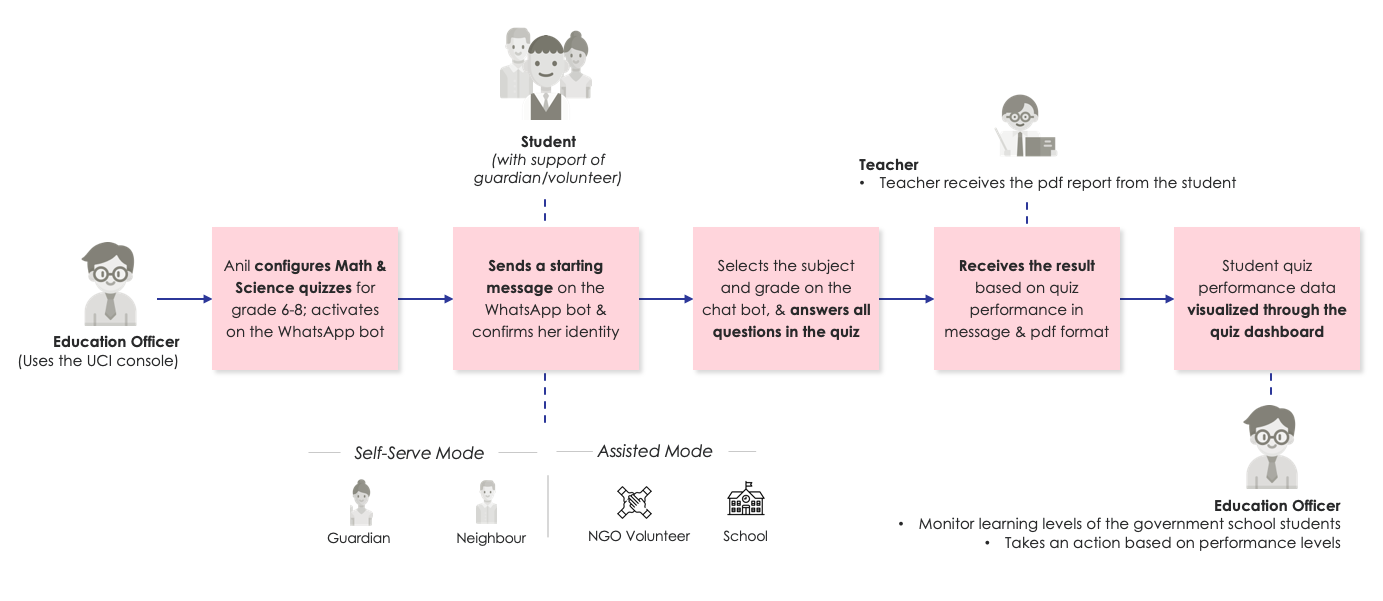 Student
(with support of
guardian/volunteer)
Teacher
• Teacher receives the pdf report from the student
Education Officer
(Uses the UCI console)
Anil configures Math &
Science quizzes for
grade 6-8; activates
on the WhatsApp bot
Sends a starting
message on the
WhatsApp bot &
confirms her identity
Selects the subject
and grade on the
chat bot, & answers all
questions in the quiz
Receives the result
based on quiz
performance in
message & pdf format
Student quiz
performance data
visualized through the
quiz dashboard
Self-Serve Mode
Guardian
Neighbour
Assisted Mode
NGO Volunteer
School
Education Officer
• Monitor learning levels of the government school students
• Takes an action based on performance levels